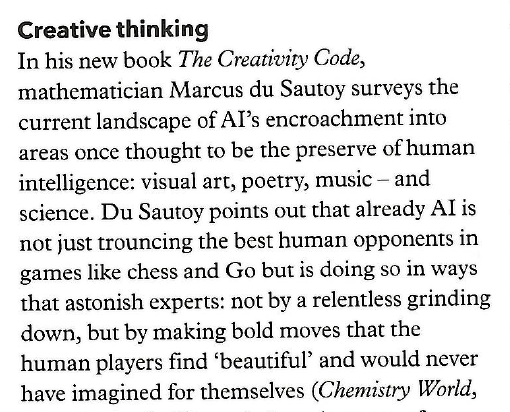 Creative thinking
In his new book The Creativity Code,
mathematician Marcus du Sautoy surveys the
current landscape of AI’s encroachment into
areas once thought to be the preserve of human
intelligence: visual art, poetry, music – and
science. Du Sautoy points out that already AI is
not just trouncing the best human opponents in
games like chess and Go but is doing so in ways
that astonish experts: not by a relentless grinding
down, but by making bold moves that the
human players find ‘beautiful’ and would never
have imagined for themselves (Chemistry World,